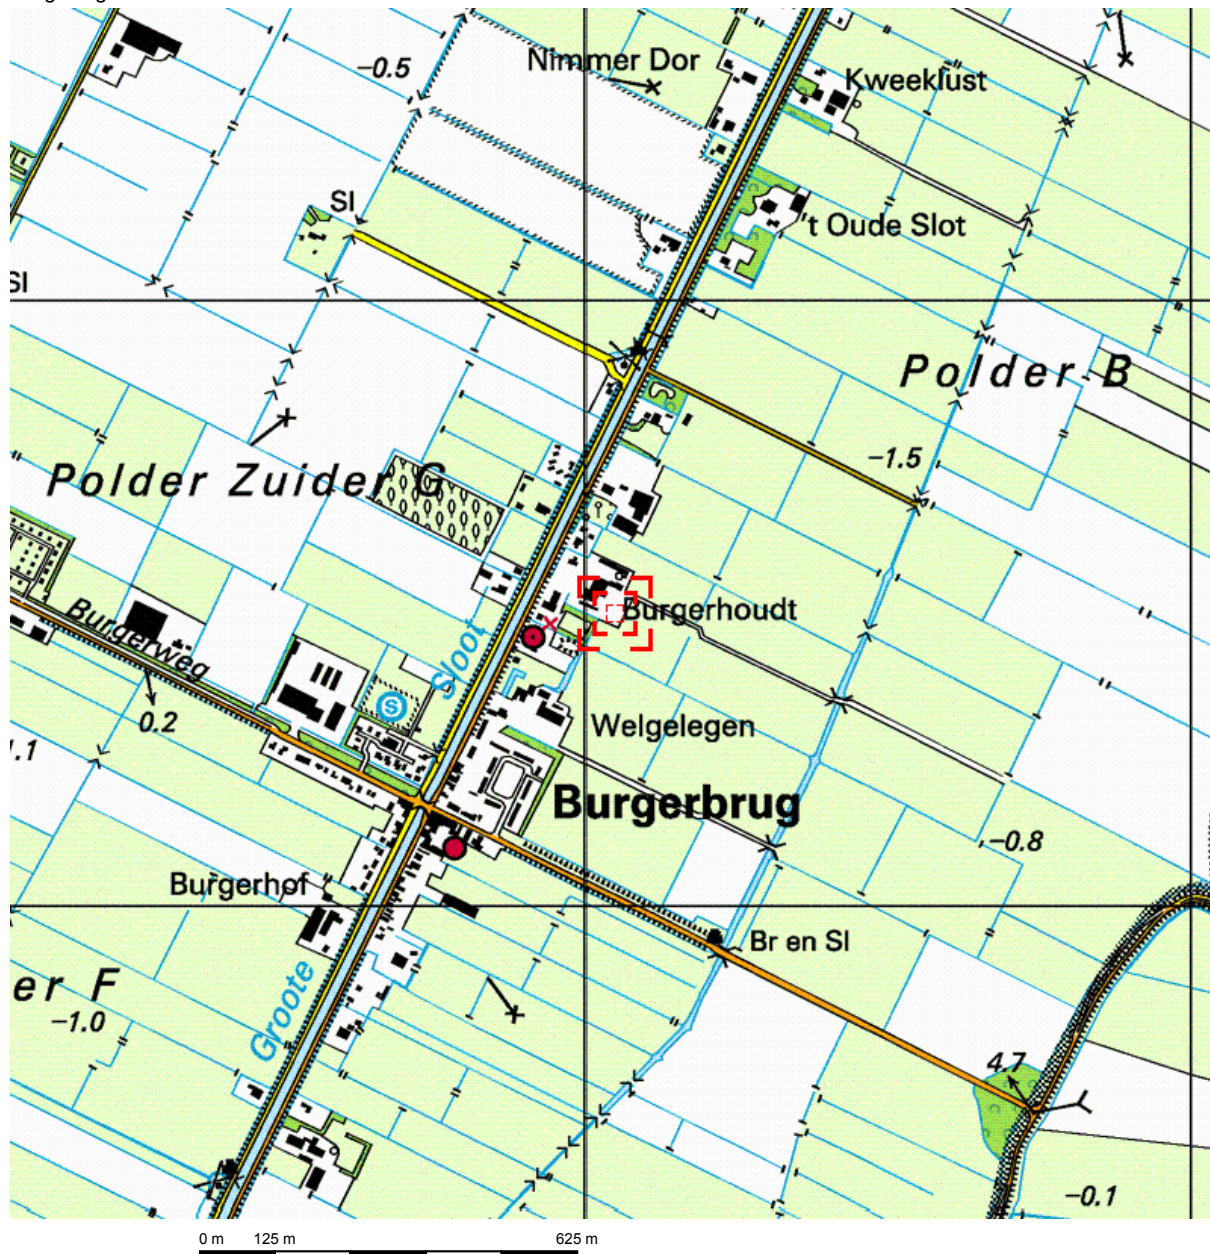 Nimmer Dor
-0.5
Kweeklust
Sl
't Oude Slot
Sl
Polder B
-1.5
Polder Zuider G
Burgerhoudt
Burgerweg
Sloot
S
0.2
Welgelegen
.1
Burgerbrug
-0.8
Burgerhof
Br en Sl
er F
-1.0
Groote
4.7
-0.1
0 m 125 m 625 m